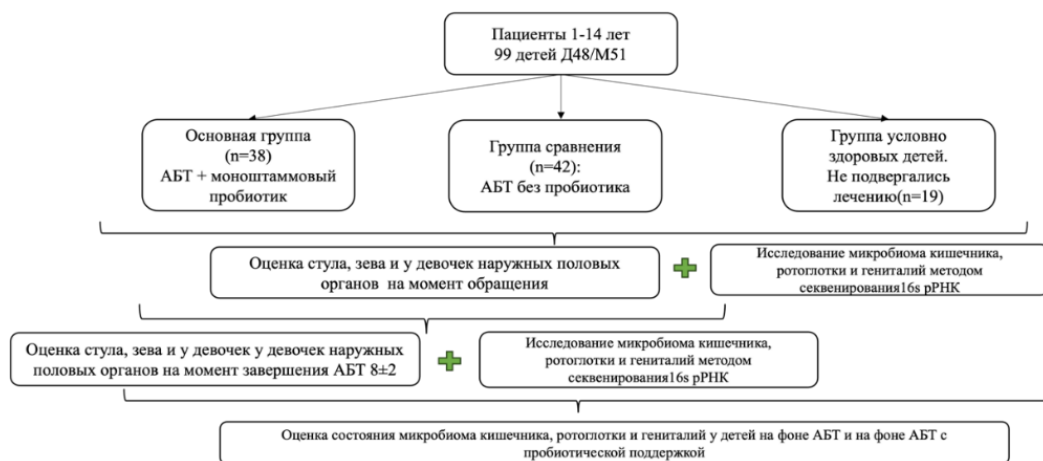 Пациенты 1-14 лет
99 детей Д48/М51
Основная группа
(n=38)
АБТ + моноштаммовый
пробиотик
Группа сравнения
(n=42):
АБТ без пробиотика
Группа условно
здоровых детей.
Не подвергались
лечению(n=19)
Оценка стула, зева и у девочек наружных половых
органов на момент обращения
Исследование микробиома кишечника,
ротоглотки и гениталий методом
секвенирования16s рРНК
Оценка стула, зева и у девочек у девочек наружных
половых органов на момент завершения АБТ 8±2
Исследование микробиома кишечника,
ротоглотки и гениталий методом
секвенирования16s рРНК
Оценка состояния микробиома кишечника, ротоглотки и гениталий у детей на фоне АБТ и на фоне АБТ с
пробиотической поддержкой